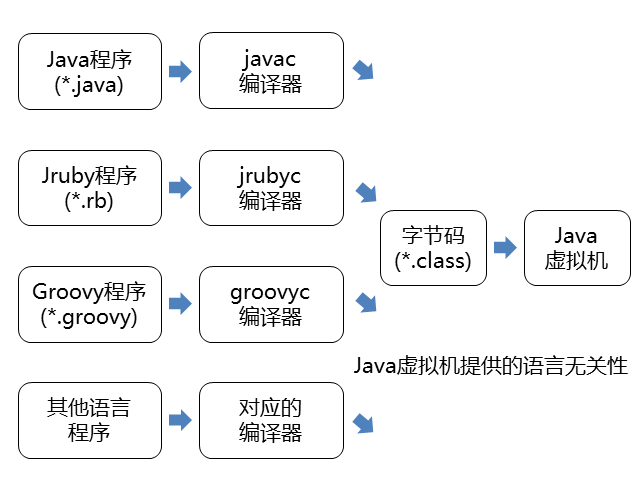 Java程序
(*.java)
javac
编译器
Jruby程序
(*.rb)
jrubyc
编译器
字节码
(*.class)
Java
虚拟机
Groovy程序
(*.groovy)
groovyc
编译器
Java虚拟机提供的语言无关性
其他语言
程序
对应的
编译器